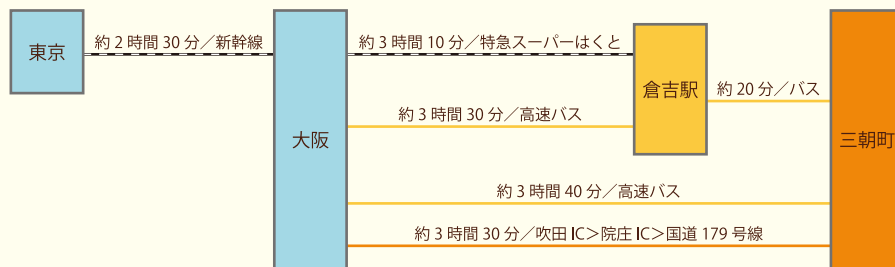 東京
約 2 時間 30 分／新幹線
大阪
約 3 時間 10 分／特急スーパーはくと
約 3 時間 30 分／高速バス
倉吉駅
約 20 分／バス
三朝町
約 3 時間 40 分／高速バス
約 3 時間 30 分／吹田 IC＞院庄 IC＞国道 179 号線